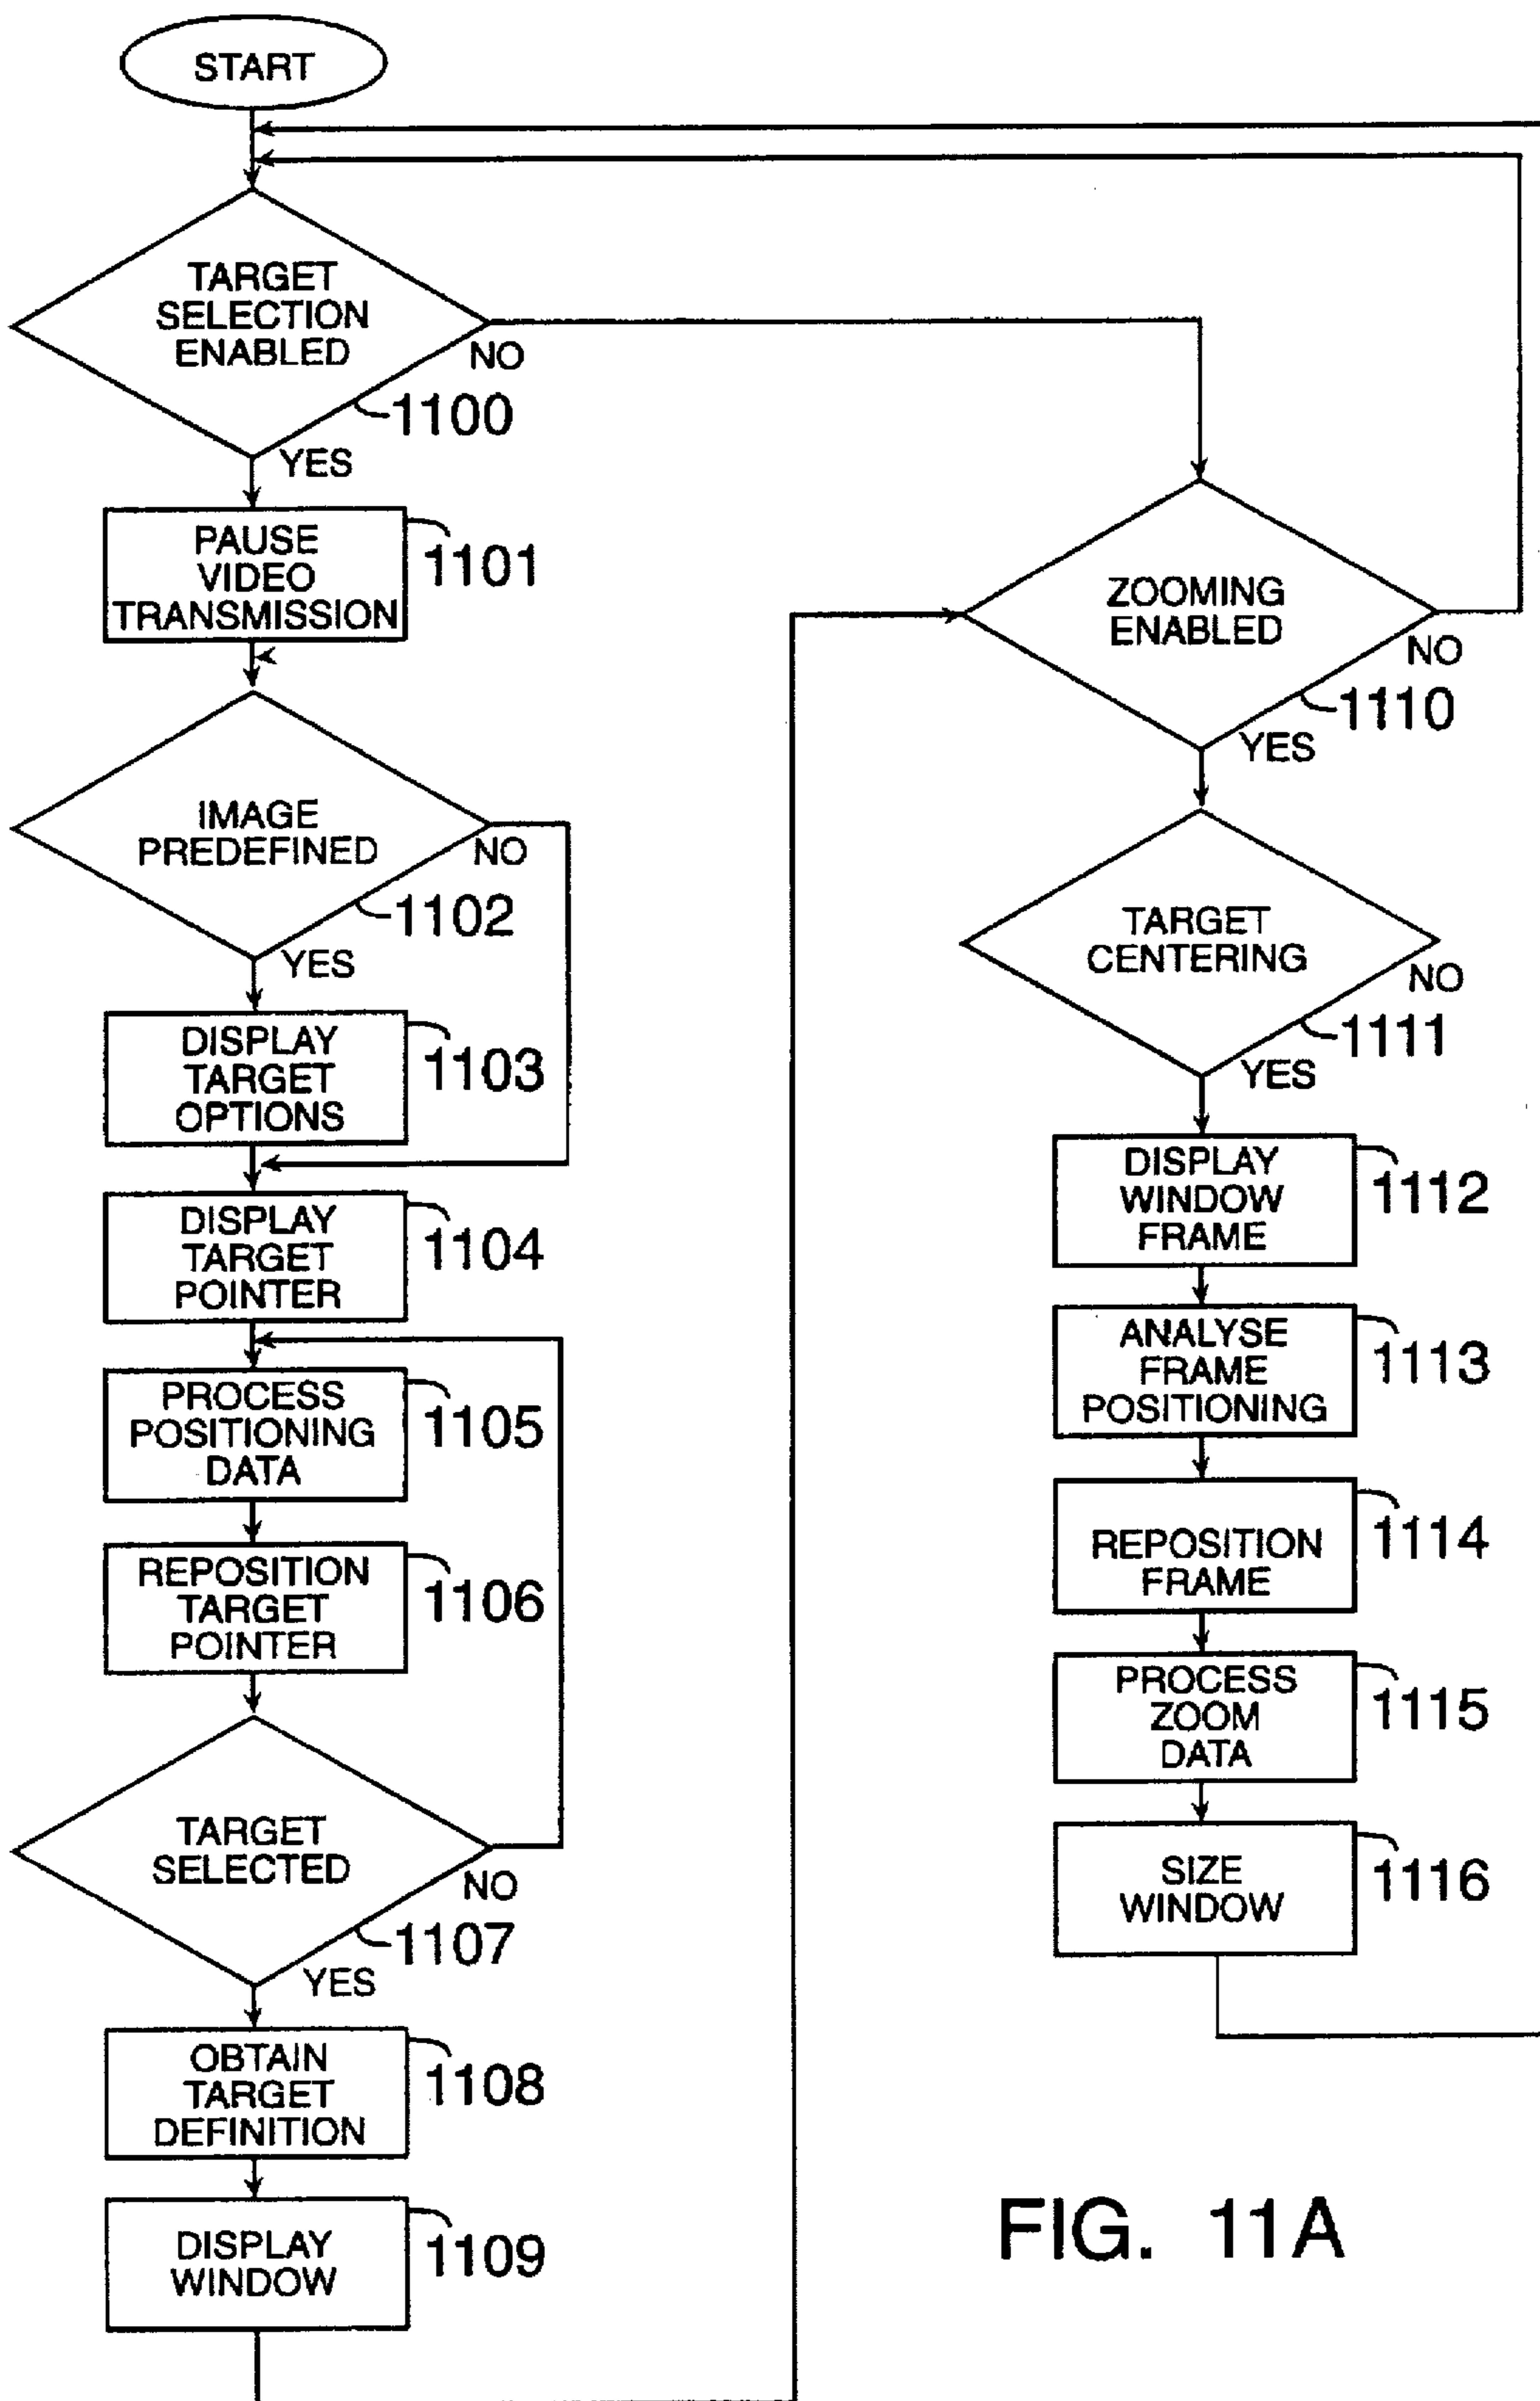 START
TARGET
SELECTION
ENABLED
NO
1100
YES
PAUSE
VIDEO
TRANSMISSION
1101
IMAGE
PREDEFINED
NO
1102
YES
DISPLAY
TARGET
OPTIONS
1103
DISPLAY
TARGET
POINTER
1104
PROCESS
POSITIONING
DATA
1105
REPOSITION
TARGET
POINTER
1106
TARGET
SELECTED
NO
1107
YES
OBTAIN
TARGET
DEFINITION
1108
DISPLAY
WINDOW
1109
ZOOMING
ENABLED
NO
1110
YES
TARGET
CENTERING
NO
1111
YES
DISPLAY
WINDOW
FRAME
1112
ANALYSE
FRAME
POSITIONING
1113
REPOSITION
FRAME
1114
PROCESS
ZOOM
DATA
1115
SIZE
WINDOW
1116
FIG. 11A